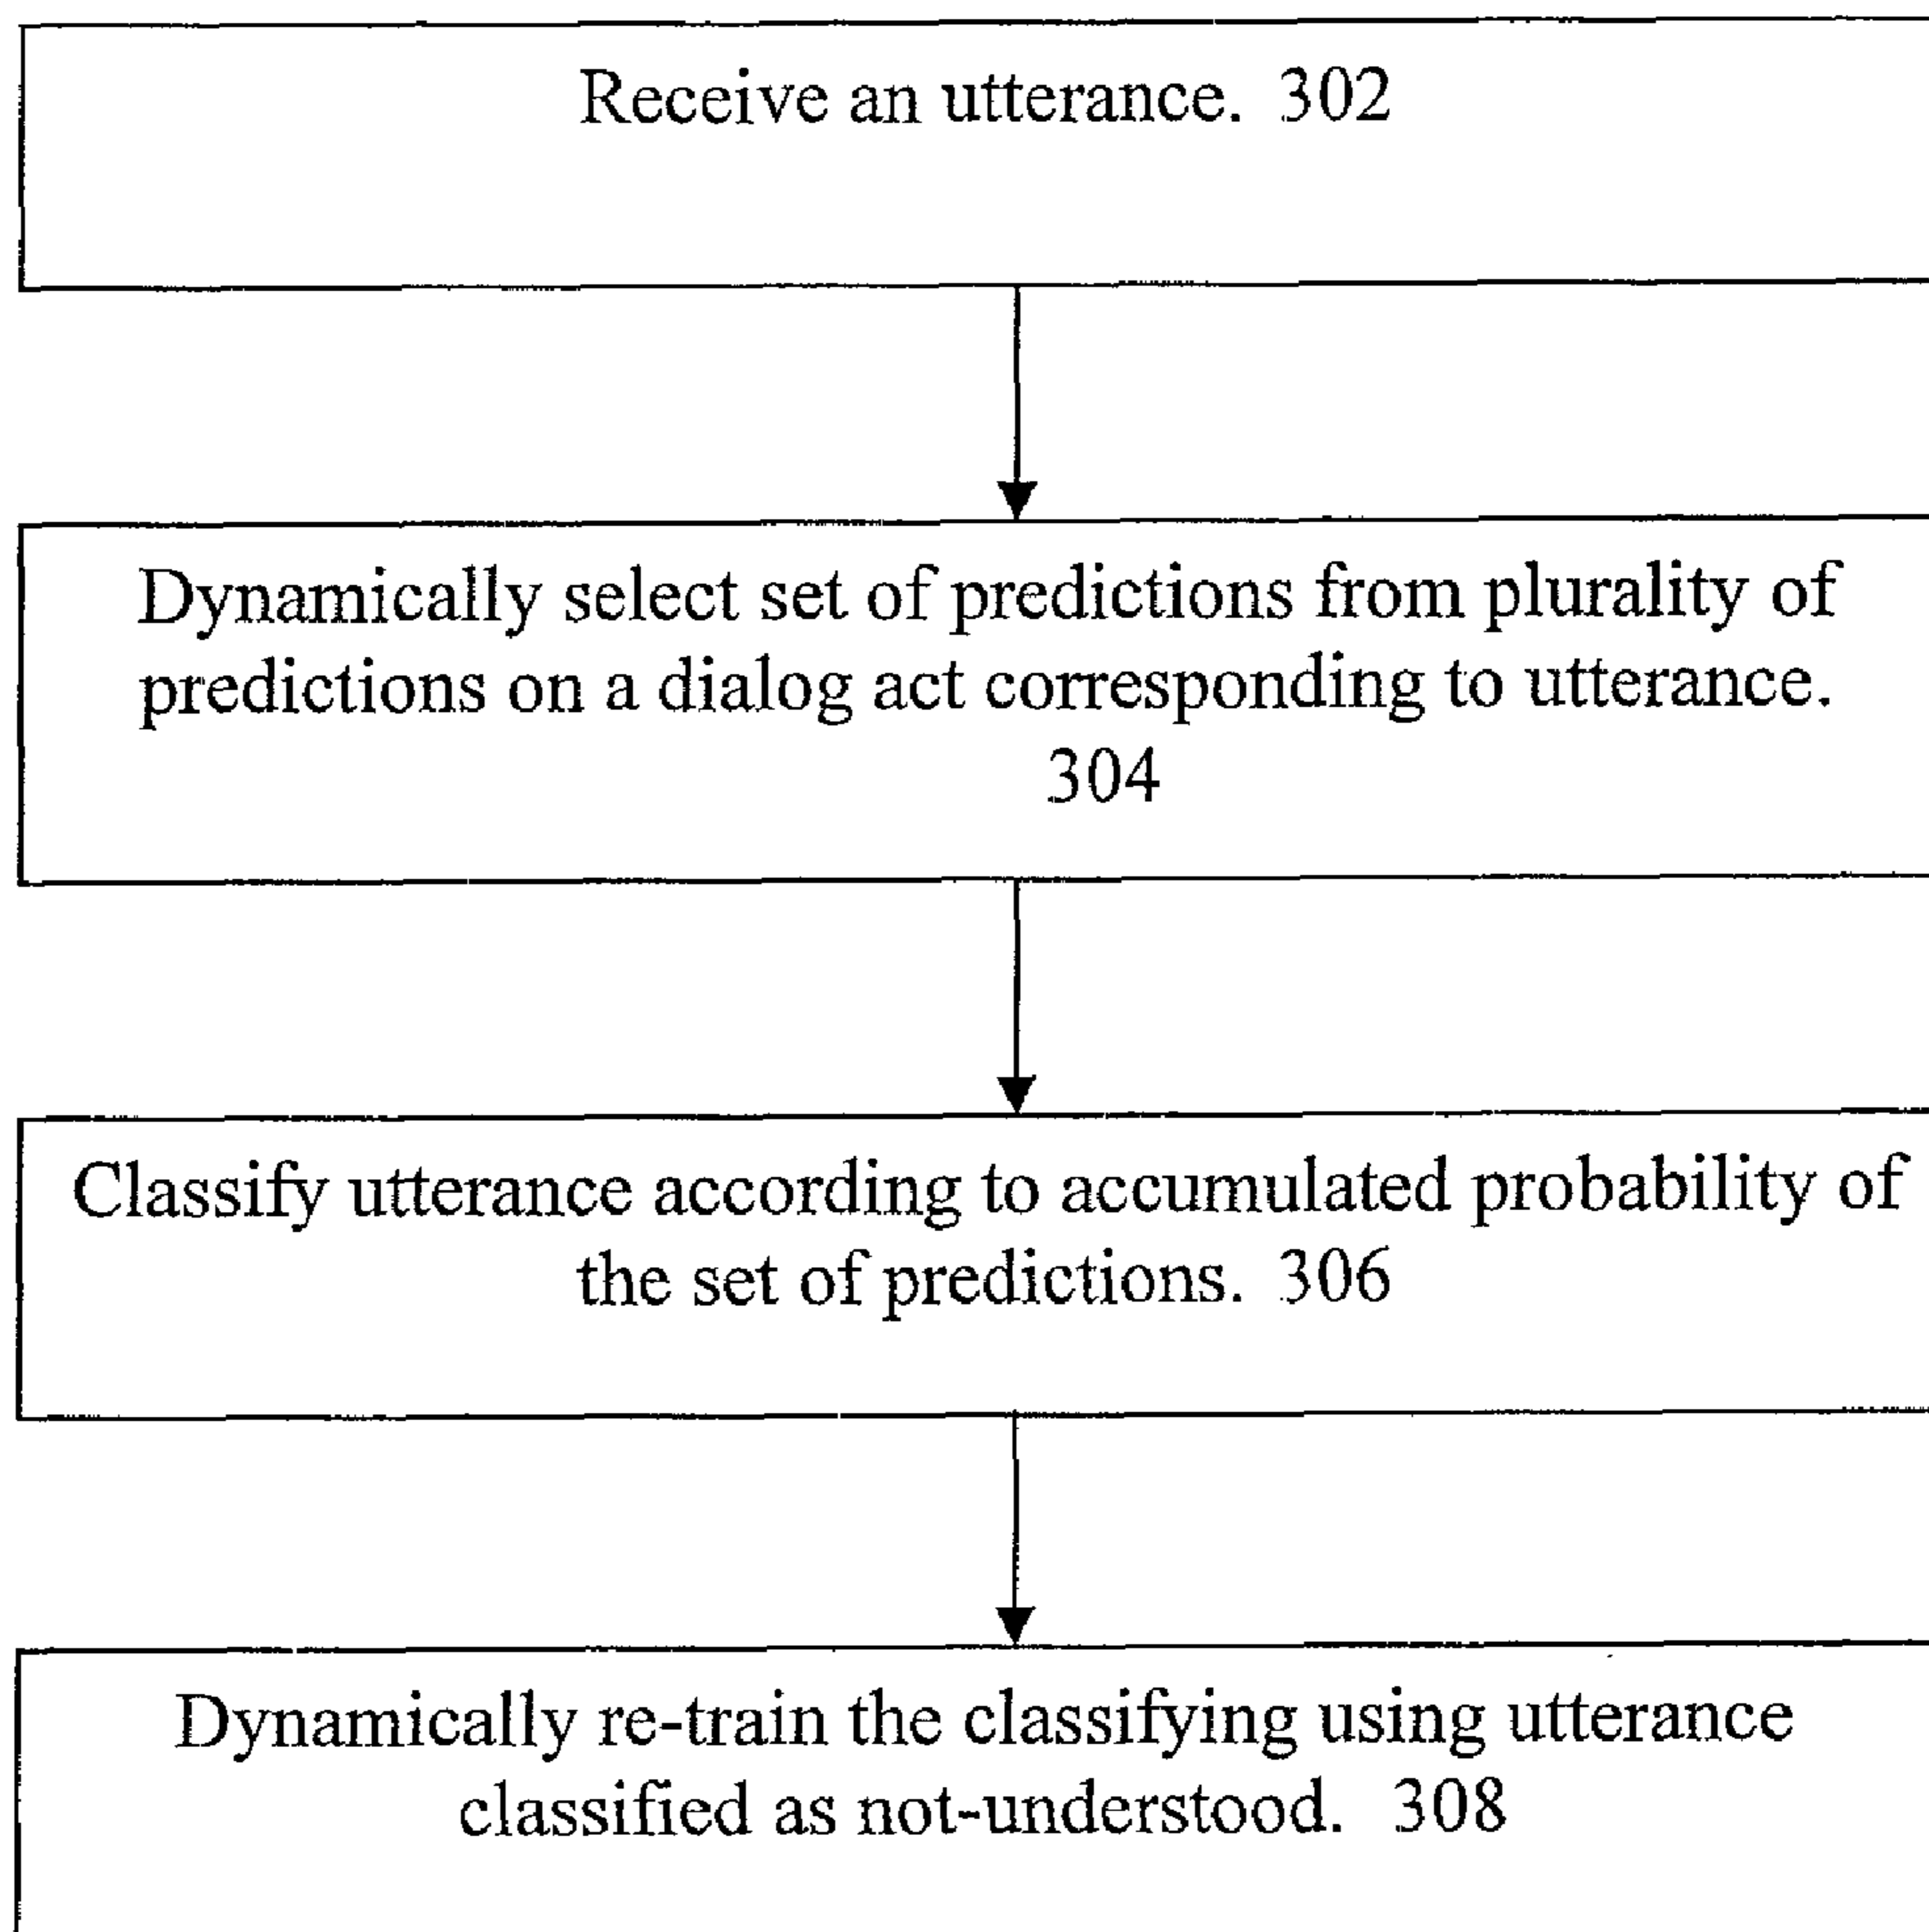 Receive an utterance. 302
Dynamically select set of predictions from plurality of
predictions on a dialog act corresponding to utterance.
304
Classify utterance according to accumulated probability of
the set of predictions. 306
Dynamically re-train the classifying using utterance
classified as not-understood. 308